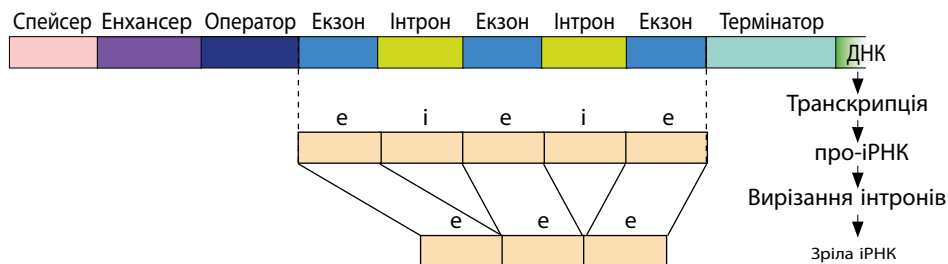 Спейсер Енхансер Оператор Екзон Інтрон Екзон Інтрон Екзон Термінатор
ДНК
Транскрипція
е і е і е
про-іРНК
Вирізання інтронів
е е е
Зріла іРНК